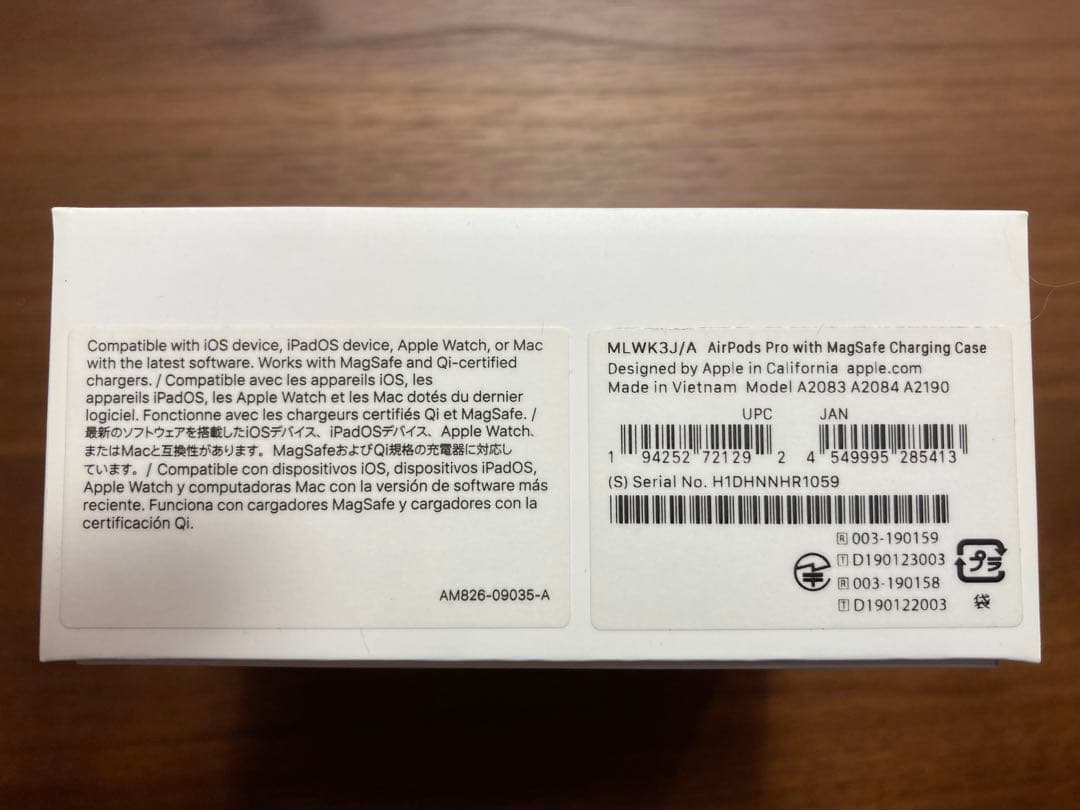 Compatible with iOS device, iPadOS device, Apple Watch, or Mac
with the latest software. Works with MagSafe and Qi-certified
chargers. / Compatible avec les appareils iOS, les
appareils iPadOS, les Apple Watch et les Mac dotés du dernier
logiciel. Fonctionne avec les chargeurs certifiés Qi et MagSafe. /
最新のソフトウェアを搭載したiOSデバイス、iPadOSデバイス、Apple Watch、
またはMacと互換性があります。MagSafeおよびQi規格の充電器に対応し
ています。/ Compatible con dispositivos iOS, dispositivos iPadOS,
Apple Watch y computadoras Mac con la versión de software más
reciente. Funciona con cargadores MagSafe y cargadores con la
certificación Qi.
AM826-09035-A
MLWK3J/A AirPods Pro with MagSafe Charging Case
Designed by Apple in California apple.com
Made in Vietnam Model A2083 A2084 A2190
UPC JAN
1 94252 72129 2 4 549995 285413
(S) Serial No. H1DHNNHR1059
R 003-190159
T D190123003
R 003-190158
T D190122003
プラ
袋